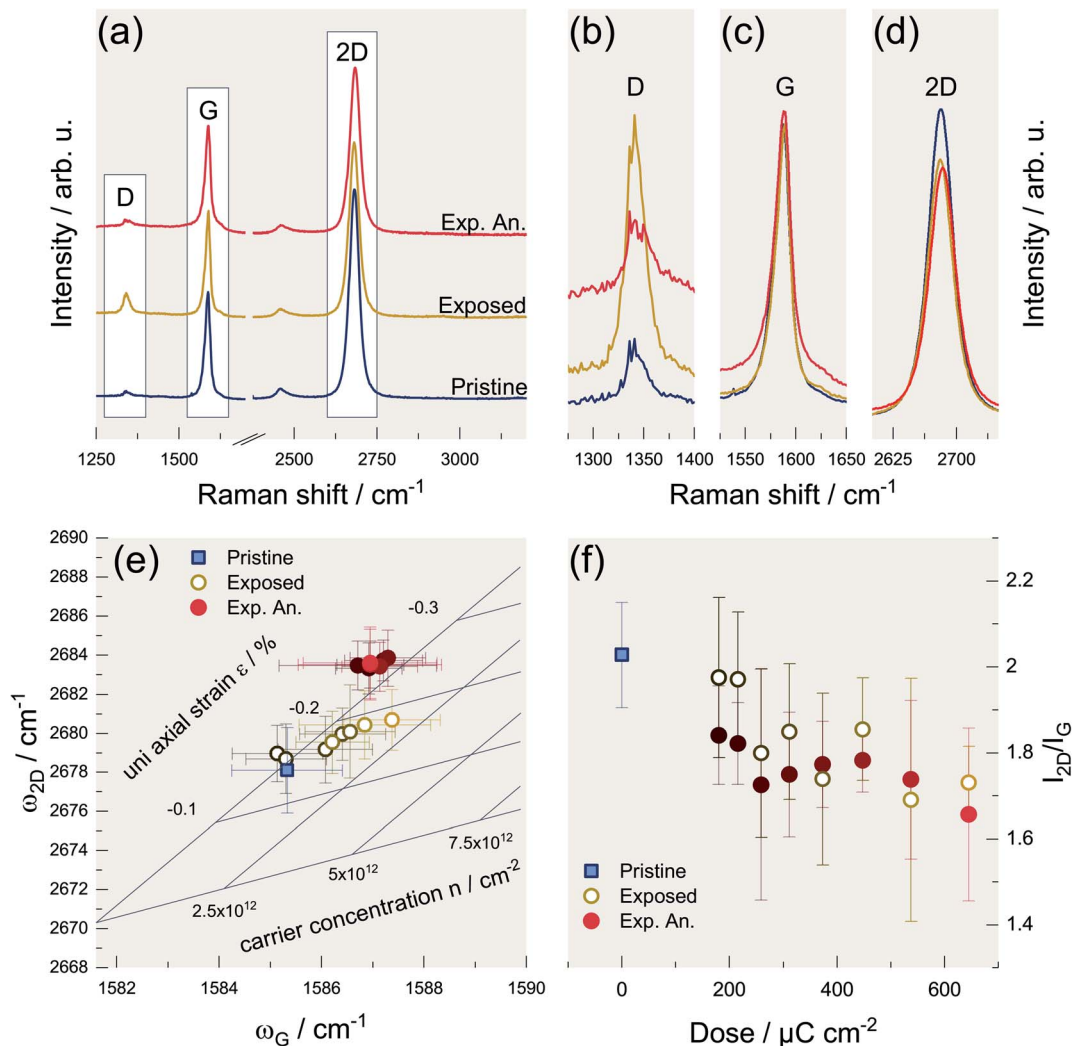 (a)
D
G
2D
Exp. An.
Exposed
Pristine
Intensity / arb. u.
1250
1500
2500
2750
3000
Raman shift / cm⁻¹
(b)
D
(c)
G
(d)
2D
1300
1400
1550
1600
1650
2625
2700
Raman shift / cm⁻¹
Intensity / arb. u.
(e)
Pristine
Exposed
Exp. An.
2690
2688
2686
2684
2682
2680
2678
2676
2674
2672
2670
2668
ω2D / cm⁻¹
uni axial strain ε / %
-0.3
-0.2
-0.1
2.5x10¹²
5x10¹²
7.5x10¹²
carrier concentration n / cm⁻²
1582
1584
1586
1588
1590
ωG / cm⁻¹
(f)
2.2
2
1.8
1.6
1.4
I2D/IG
Pristine
Exposed
Exp. An.
0
200
400
600
Dose / µC cm⁻²